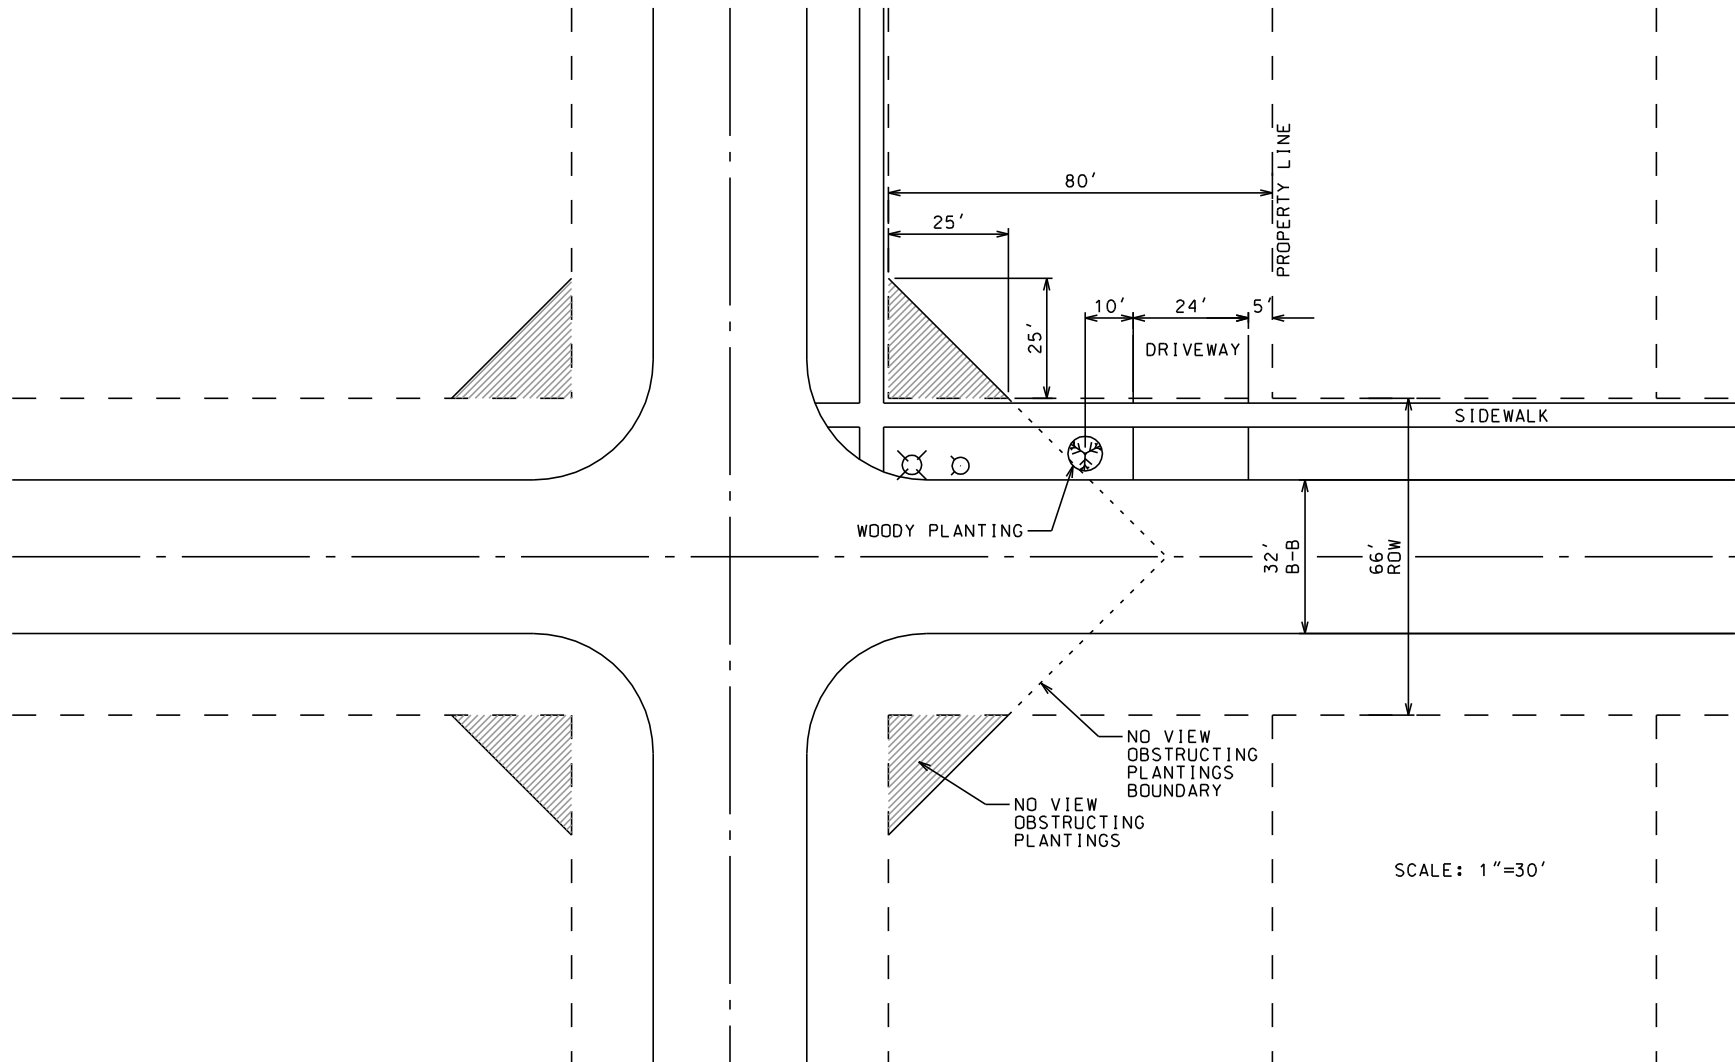 80'
PROPERTY LINE
25'
10'
24'
5'
25'
DRIVEWAY
SIDEWALK
WOODY PLANTING
32'
B-B
66'
ROW
NO VIEW
OBSTRUCTING
PLANTINGS
BOUNDARY
NO VIEW
OBSTRUCTING
PLANTINGS
SCALE: 1"=30'